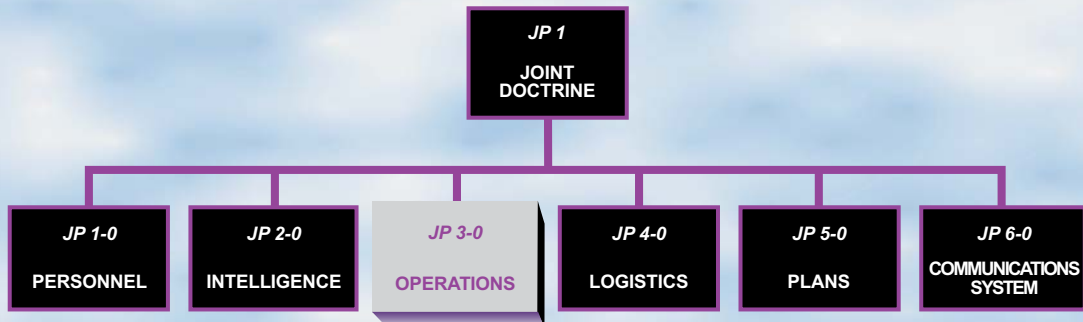 JP 1
JOINT
DOCTRINE
JP 1-0
PERSONNEL
JP 2-0
INTELLIGENCE
JP 3-0
OPERATIONS
JP 4-0
LOGISTICS
JP 5-0
PLANS
JP 6-0
COMMUNICATIONS
SYSTEM